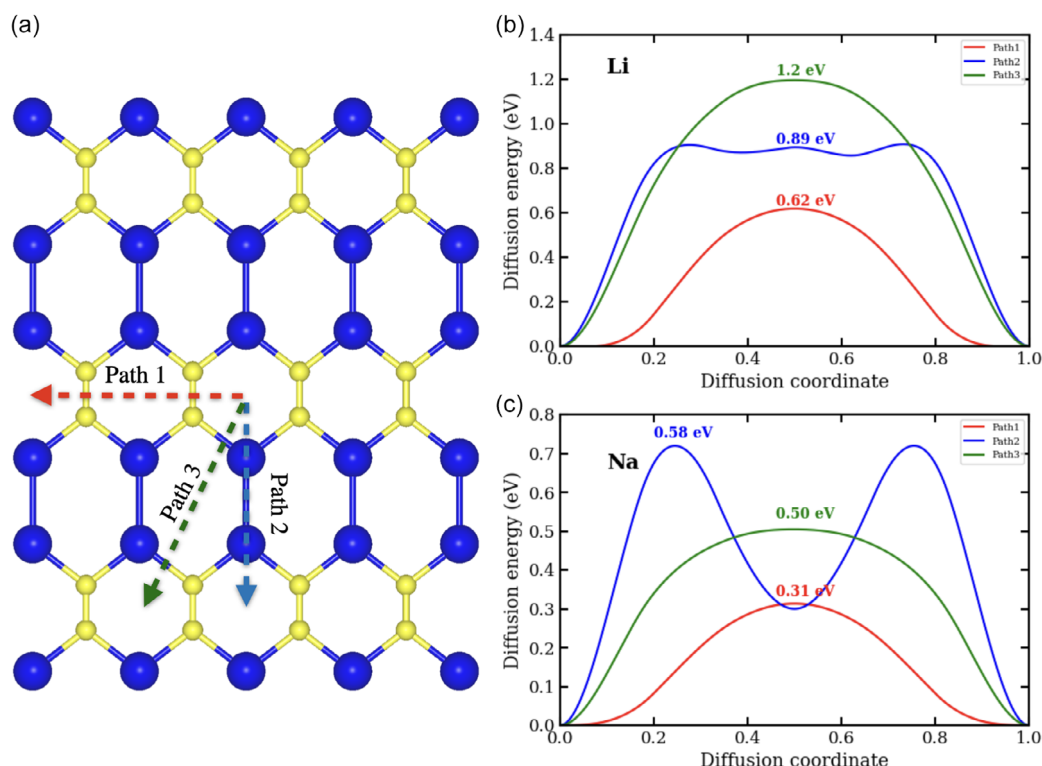 (a)
Path 1
Path 3
Path 2
(b)
Li
1.2 eV
0.89 eV
0.62 eV
Path1
Path2
Path3
Diffusion energy (eV)
1.4
1.2
1.0
0.8
0.6
0.4
0.2
0.0
0.0 0.2 0.4 0.6 0.8 1.0
Diffusion coordinate
(c)
Na
0.58 eV
0.50 eV
0.31 eV
Path1
Path2
Path3
Diffusion energy (eV)
0.8
0.7
0.6
0.5
0.4
0.3
0.2
0.1
0.0
0.0 0.2 0.4 0.6 0.8 1.0
Diffusion coordinate